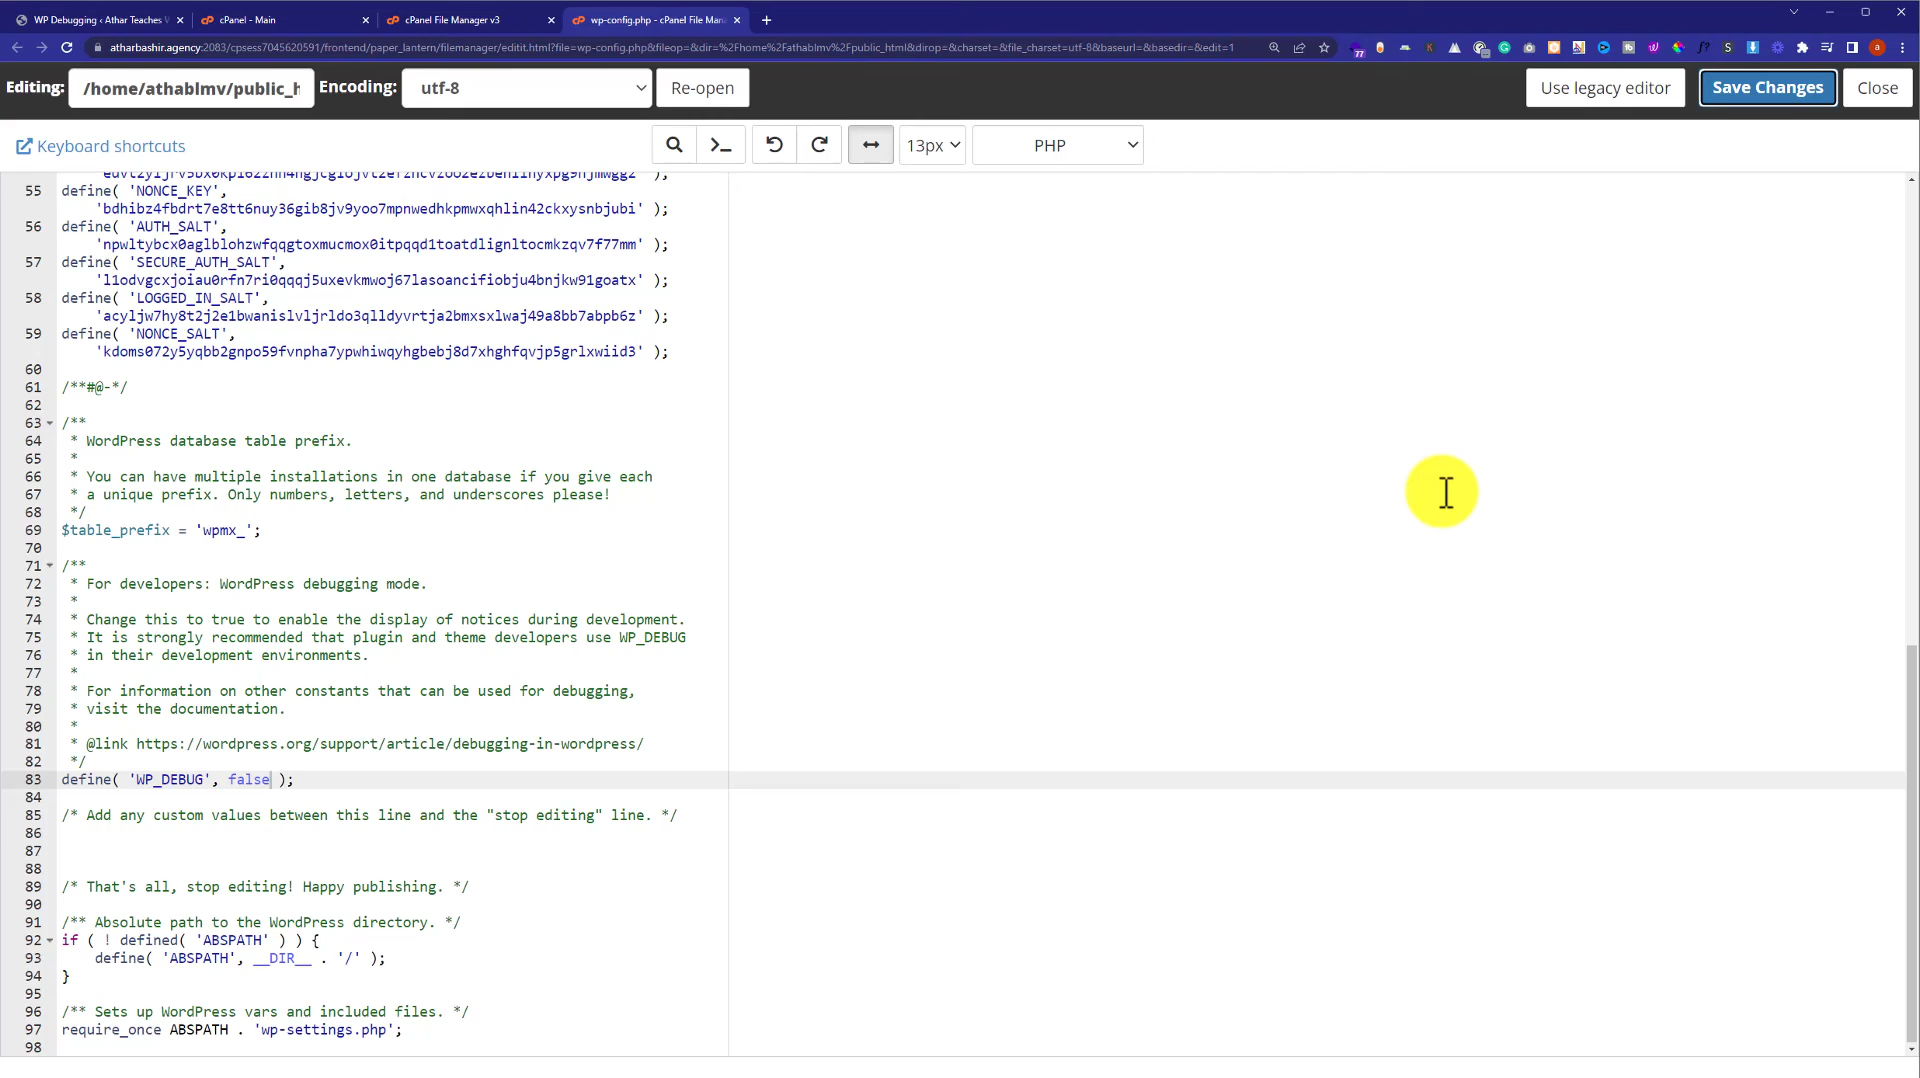 WP Debugging ‹ Athar Teaches W
cPanel - Main
cPanel File Manager v3
wp-config.php - cPanel File Mana
atharbashir.agency:2083/cpsess7045620591/frontend/paper_lantern/filemanager/editit.html?file=wp-config.php&fileop=&dir=%2Fhome%2Fathablmv%2Fpublic_html&dirop=&charset=&file_charset=utf-8&baseurl=&basedir=&edit=1
77
a
Editing:
/home/athablmv/public_h
Encoding:
utf-8
Re-open
Use legacy editor
Save Changes
Close
Keyboard shortcuts
13px
PHP
55 define( 'NONCE_KEY',
'bdhibz4fbdrt7e8tt6nuy36gib8jv9yoo7mpnwedhkpmwxqhlin42ckxysnbjubi' );
56 define( 'AUTH_SALT',
'npwltybcx0aglblohzwfqqgtoxmucmox0itpqqd1toatdlignltocmkzqv7f77mm' );
57 define( 'SECURE_AUTH_SALT',
'l1odvgcxjoiau0rfn7ri0qqqj5uxevkmwoj67lasoancifiobju4bnjkw91goatx' );
58 define( 'LOGGED_IN_SALT',
'acyljw7hy8t2j2e1bwanislvljrldo3qlldyvrtja2bmxsxlwaj49a8bb7abpb6z' );
59 define( 'NONCE_SALT',
'kdoms072y5yqbb2gnpo59fvnpha7ypwhiwqyhgbebj8d7xhghfqvjp5grlxwiid3' );
60
61 /**#@-*/
62
63 /**
64 * WordPress database table prefix.
65 *
66 * You can have multiple installations in one database if you give each
67 * a unique prefix. Only numbers, letters, and underscores please!
68 */
69 $table_prefix = 'wpmx_';
70
71 /**
72 * For developers: WordPress debugging mode.
73 *
74 * Change this to true to enable the display of notices during development.
75 * It is strongly recommended that plugin and theme developers use WP_DEBUG
76 * in their development environments.
77 *
78 * For information on other constants that can be used for debugging,
79 * visit the documentation.
80 *
81 * @link https://wordpress.org/support/article/debugging-in-wordpress/
82 */
83 define( 'WP_DEBUG', false );
84
85 /* Add any custom values between this line and the "stop editing" line. */
86
87
88
89 /* That's all, stop editing! Happy publishing. */
90
91 /** Absolute path to the WordPress directory. */
92 if ( ! defined( 'ABSPATH' ) ) {
93 define( 'ABSPATH', __DIR__ . '/' );
94 }
95
96 /** Sets up WordPress vars and included files. */
97 require_once ABSPATH . 'wp-settings.php';
98